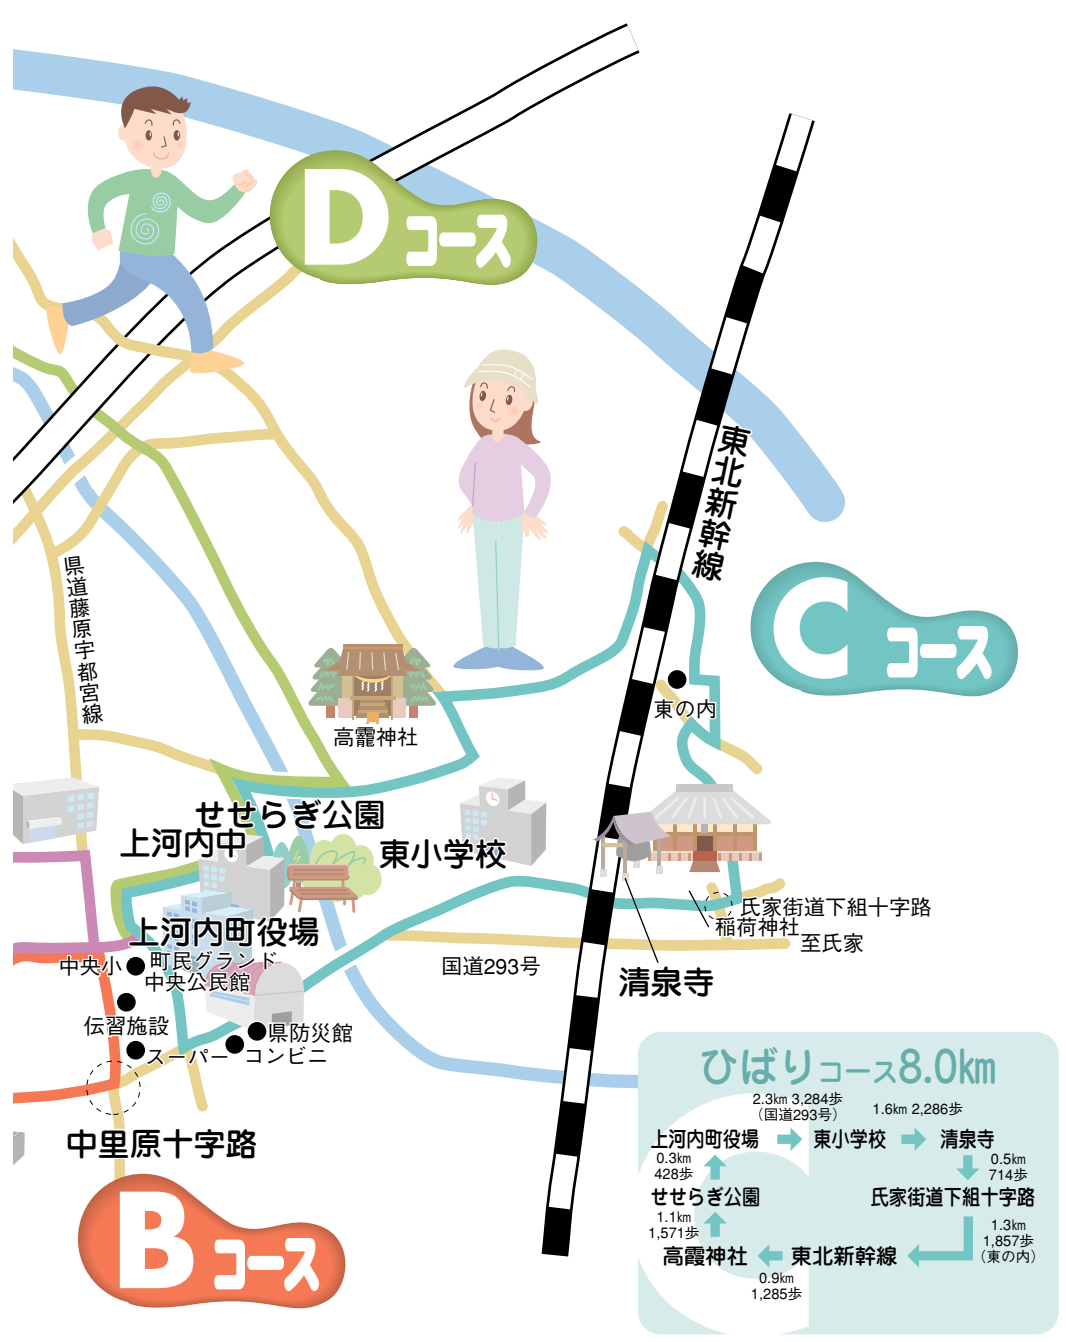 Dコース
東北新幹線
県道藤原宇都宮線
Cコース
東の内
高龗神社
せせらぎ公園
上河内中
東小学校
上河内町役場
氏家街道下組十字路
稲荷神社
至氏家
国道293号
清泉寺
中央小
町民グランド
中央公民館
伝習施設
県防災館
スーパー
コンビニ
中里原十字路
Bコース
ひばりコース8.0km
2.3km 3,284歩
（国道293号）
1.6km 2,286歩
上河内町役場
東小学校
清泉寺
0.3km
428歩
0.5km
714歩
せせらぎ公園
氏家街道下組十字路
1.1km
1,571歩
1.3km
1,857歩
（東の内）
高霞神社
東北新幹線
0.9km
1,285歩